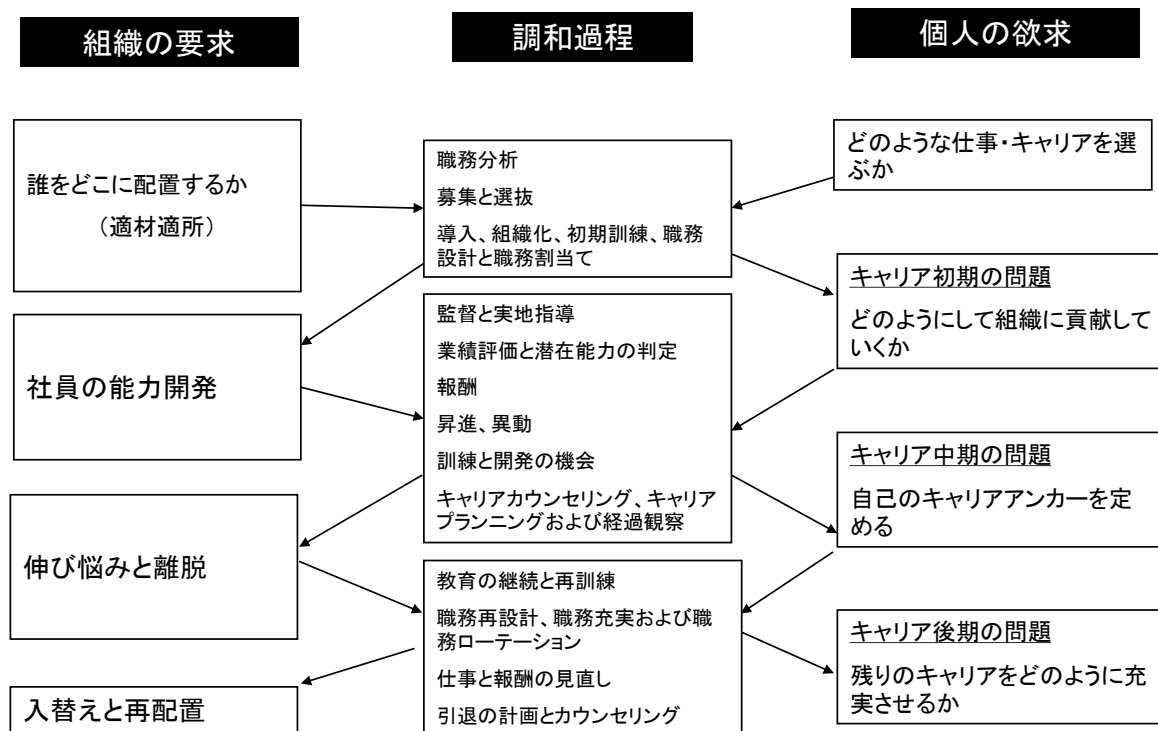 組織の要求
調和過程
個人の欲求
誰をどこに配置するか
（適材適所）
社員の能力開発
伸び悩みと離脱
入替えと再配置
職務分析
募集と選抜
導入、組織化、初期訓練、職務
設計と職務割当て
監督と実地指導
業績評価と潜在能力の判定
報酬
昇進、異動
訓練と開発の機会
キャリアカウンセリング、キャリア
プランニングおよび経過観察
教育の継続と再訓練
職務再設計、職務充実および職
務ローテーション
仕事と報酬の見直し
引退の計画とカウンセリング
どのような仕事・キャリアを選
ぶか
キャリア初期の問題
どのようにして組織に貢献して
いくか
キャリア中期の問題
自己のキャリアアンカーを定
める
キャリア後期の問題
残りのキャリアをどのように充
実させるか